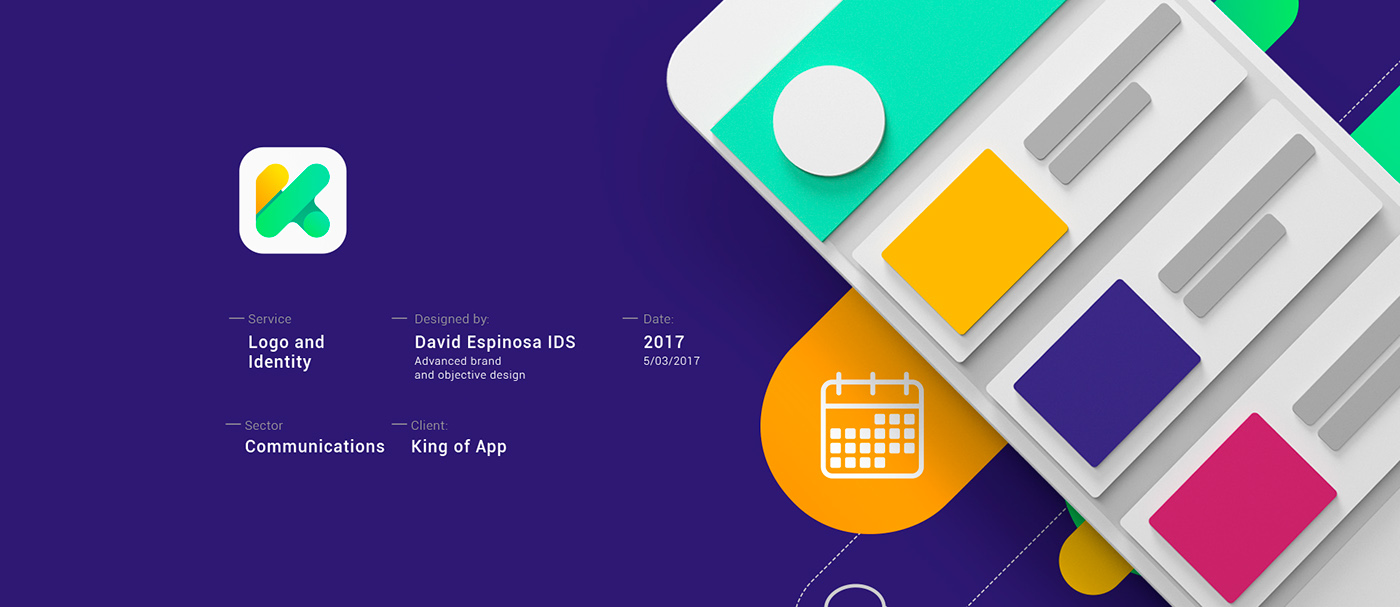 Service
Logo and
Identity
Designed by:
David Espinosa IDS
Advanced brand
and objective design
Date:
2017
5/03/2017
Sector
Communications
Client:
King of App